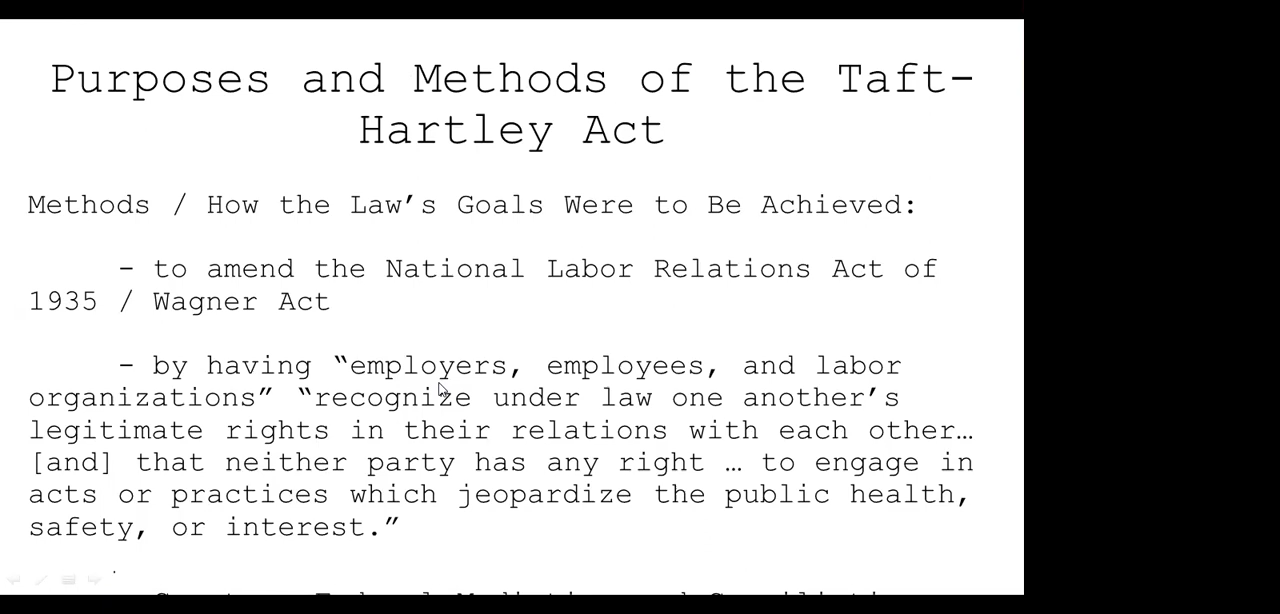 Purposes and Methods of the Taft-
Hartley Act
Methods / How the Law’s Goals Were to Be Achieved:
- to amend the National Labor Relations Act of
1935 / Wagner Act
- by having “employers, employees, and labor
organizations” “recognize under law one another’s
legitimate rights in their relations with each other…
[and] that neither party has any right … to engage in
acts or practices which jeopardize the public health,
safety, or interest.”